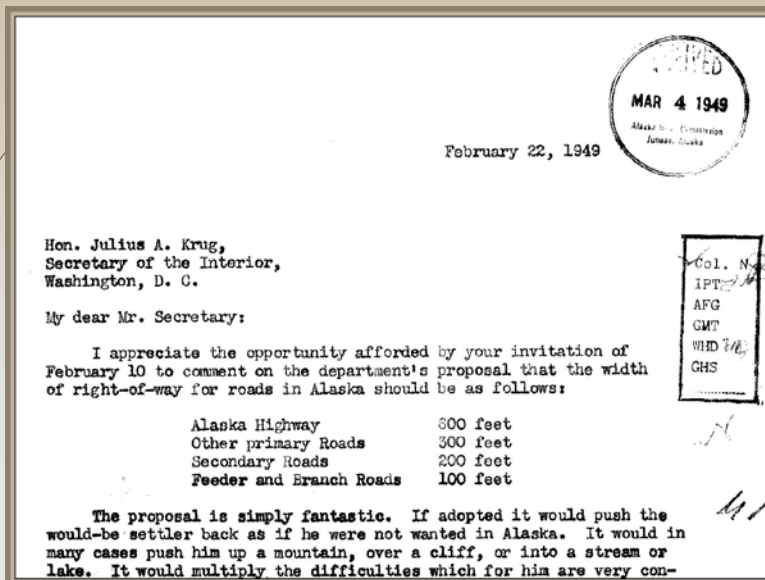 MAR 4 1949
Juneau, Alaska
February 22, 1949
Hon. Julius A. Krug,
Secretary of the Interior,
Washington, D. C.
My dear Mr. Secretary:
Col. N
IPT
AFG
GMT
WHD
GHS
I appreciate the opportunity afforded by your invitation of
February 10 to comment on the department's proposal that the width
of right-of-way for roads in Alaska should be as follows:
Alaska Highway 600 feet
Other primary Roads 300 feet
Secondary Roads 200 feet
Feeder and Branch Roads 100 feet
The proposal is simply fantastic. If adopted it would push the
would-be settler back as if he were not wanted in Alaska. It would in
many cases push him up a mountain, over a cliff, or into a stream or
lake. It would multiply the difficulties which for him are very con-